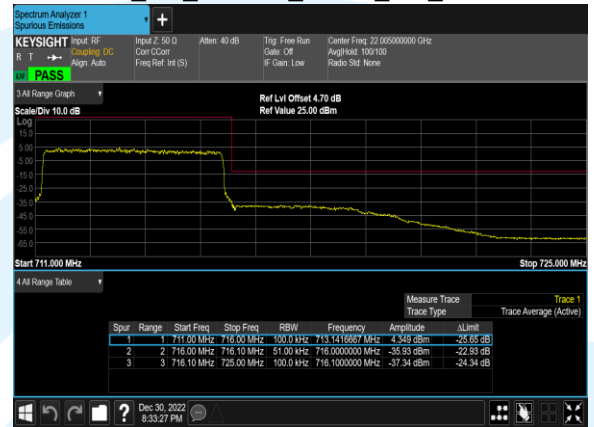 Spectrum Analyzer 1
Spurious Emissions
KEYSIGHT Input: RF Input Z: 50 Ω Atten: 40 dB Trig: Free Run Center Freq: 22.005000000 GHz
R T Coupling: DC Corr CCorr Gate: Off Avg|Hold: 100/100
Align: Auto Freq Ref: Int (S) IF Gain: Low Radio Std: None
PASS
3 All Range Graph
Ref Lvl Offset 4.70 dB
Scale/Div 10.0 dB Ref Value 25.00 dBm
Log
15.0
5.00
-5.00
-15.0
-25.0
-35.0
-45.0
-55.0
-65.0
Start 711.000 MHz Stop 725.000 MHz
4 All Range Table
Measure Trace Trace 1
Trace Type Trace Average (Active)
Spur Range Start Freq Stop Freq RBW Frequency Amplitude ΔLimit
1 1 711.00 MHz 716.00 MHz 100.0 kHz 713.1416667 MHz 4.349 dBm -25.65 dB
2 2 716.00 MHz 716.10 MHz 51.00 kHz 716.0000000 MHz -35.93 dBm -22.93 dB
3 3 716.10 MHz 725.00 MHz 100.0 kHz 716.1000000 MHz -37.34 dBm -24.34 dB
? Dec 30, 2022
8:33:27 PM